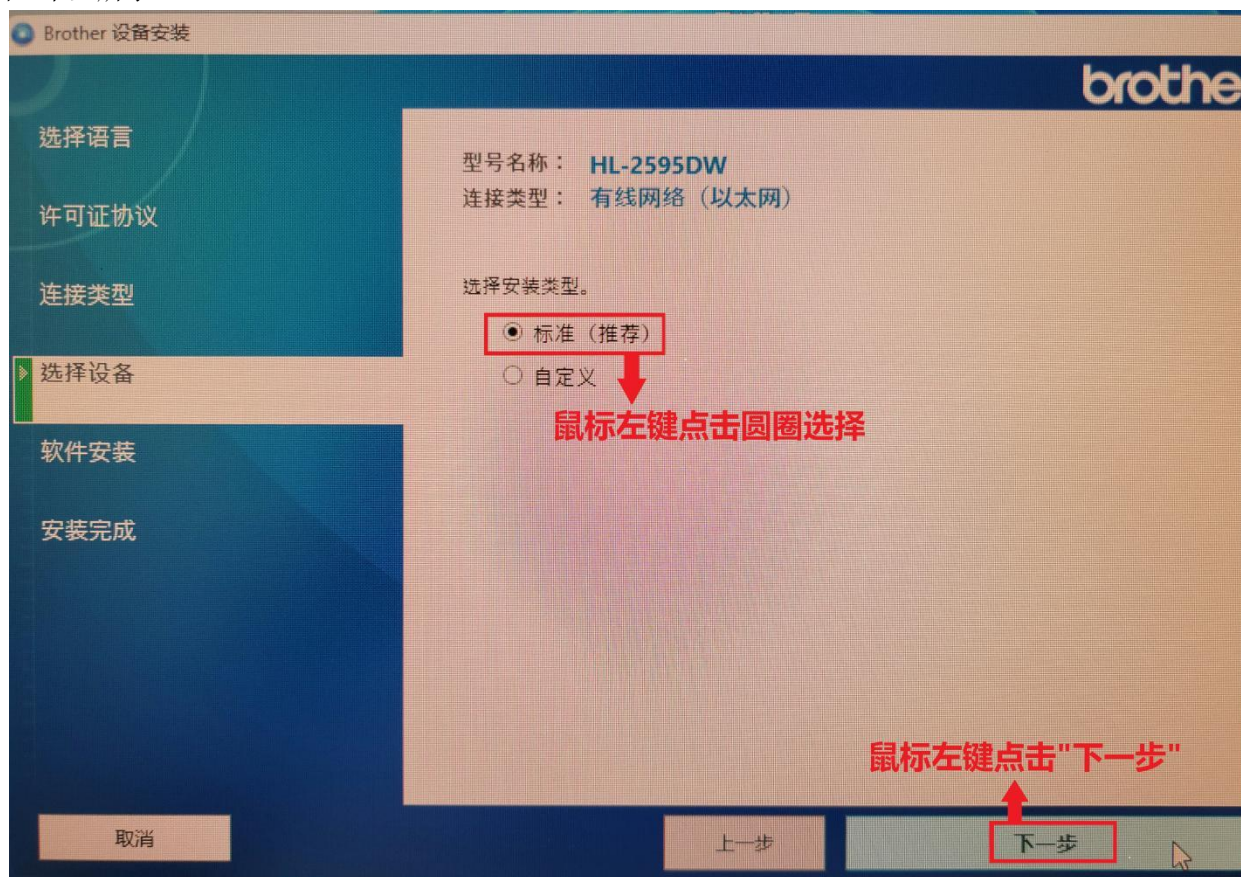 Brother 设备安装
brothe
选择语言
许可证协议
连接类型
选择设备
软件安装
安装完成
型号名称： HL-2595DW
连接类型： 有线网络（以太网）
选择安装类型。
标准（推荐）
自定义
鼠标左键点击圆圈选择
鼠标左键点击"下一步"
取消
上一步
下一步